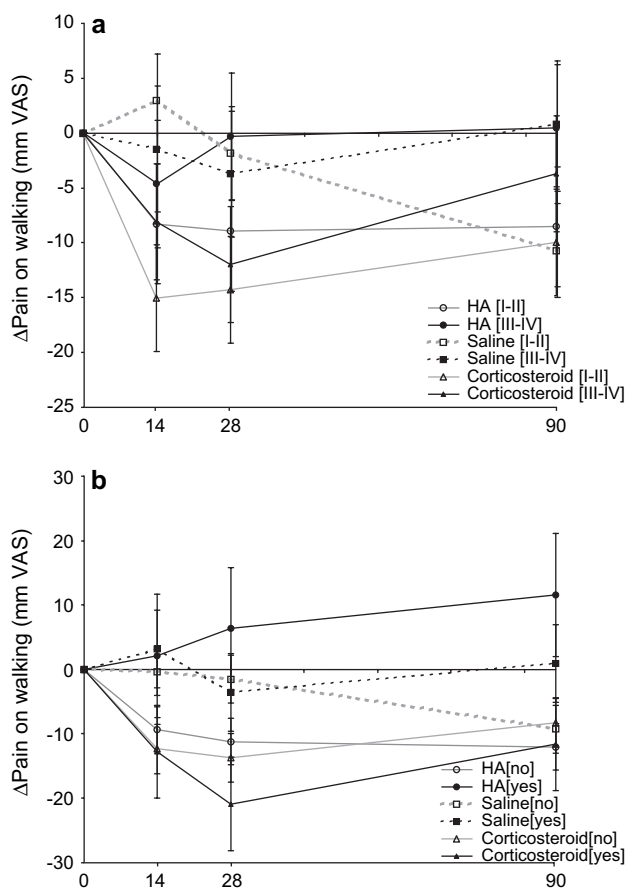 a
ΔPain on walking (mm VAS)
10
5
0
-5
-10
-15
-20
-25
HA [I-II]
HA [III-IV]
Saline [I-II]
Saline [III-IV]
Corticosteroid [I-II]
Corticosteroid [III-IV]
0 14 28 90
b
ΔPain on walking (mm VAS)
30
20
10
0
-10
-20
-30
HA[no]
HA[yes]
Saline[no]
Saline[yes]
Corticosteroid[no]
Corticosteroid[yes]
0 14 28 90